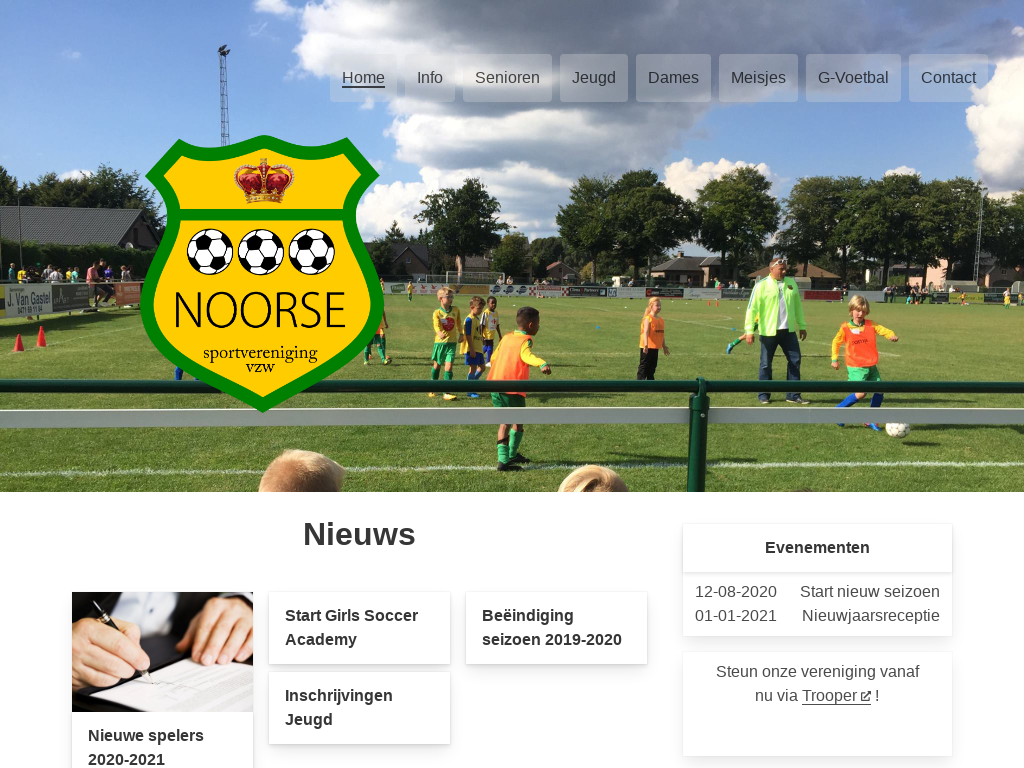 Home Info Senioren Jeugd Dames Meisjes G-Voetbal Contact
NOORSE
sportvereniging
vzw
J. Van Gastel
Nieuws
Nieuwe spelers
2020-2021
Start Girls Soccer
Academy
Inschrijvingen
Jeugd
Beëindiging
seizoen 2019-2020
Evenementen
12-08-2020 Start nieuw seizoen
01-01-2021 Nieuwjaarsreceptie
Steun onze vereniging vanaf
nu via Trooper !